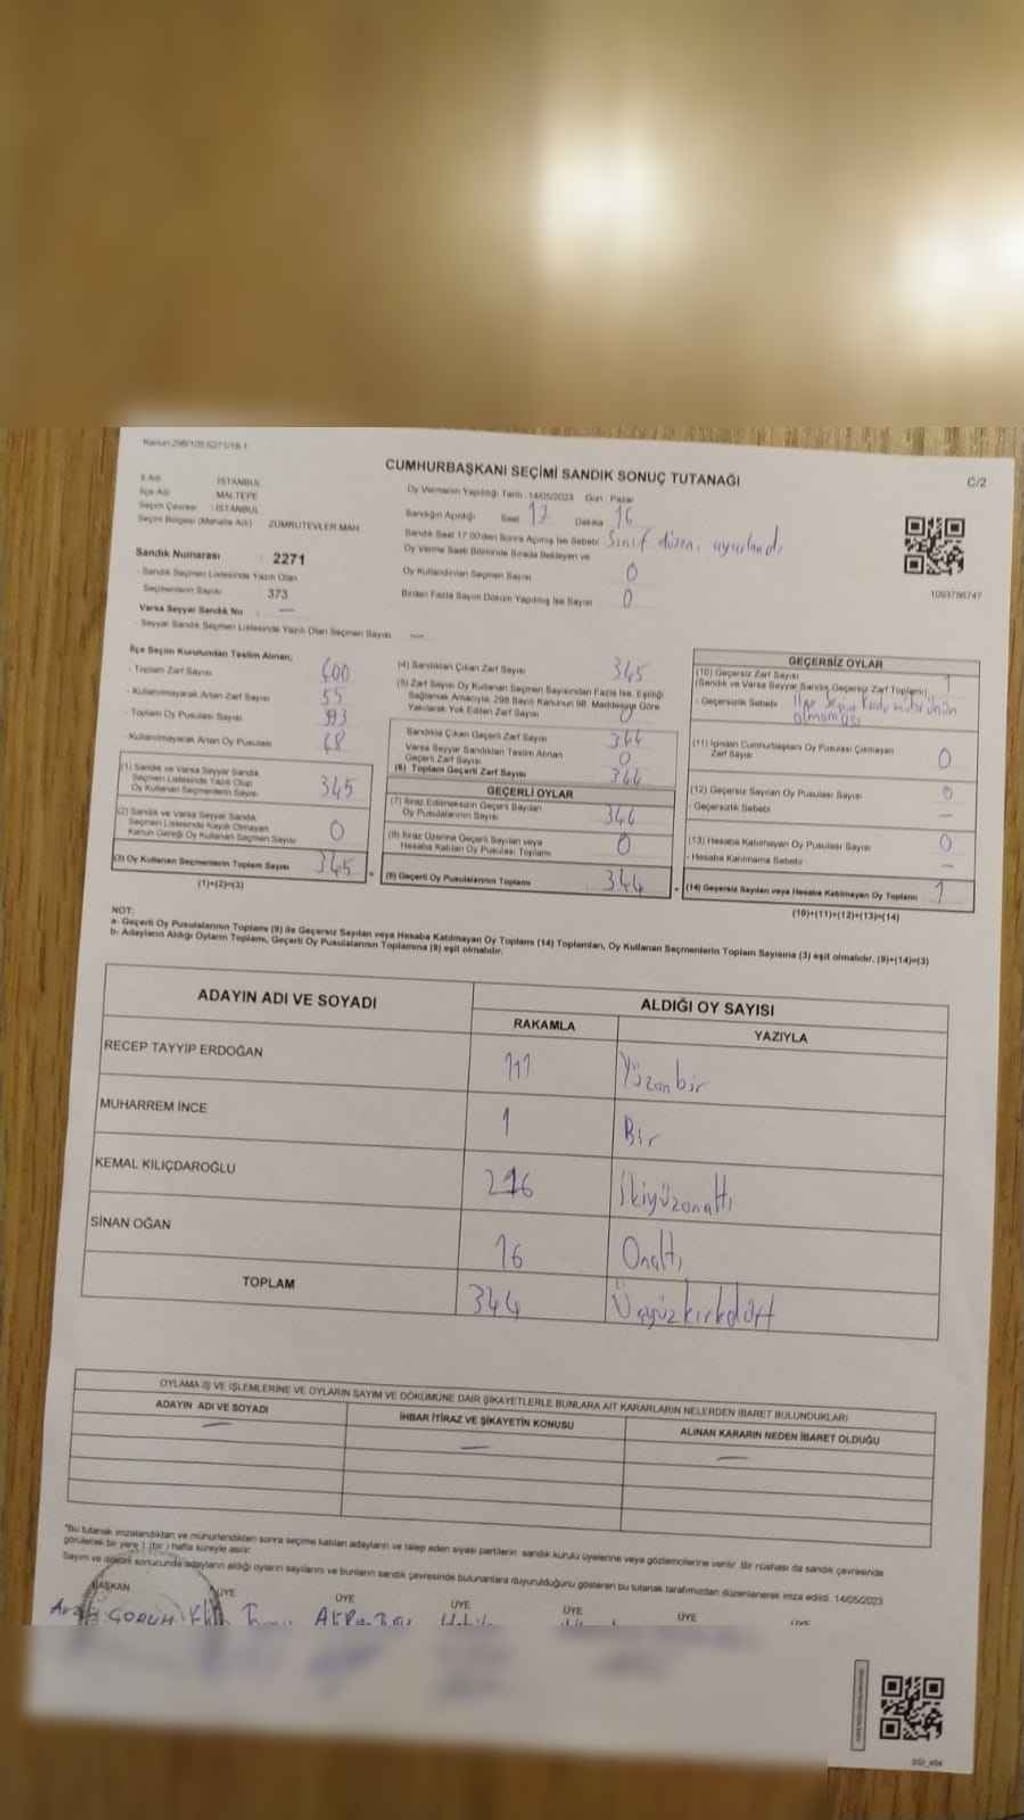 CUMHURBAŞKANI SEÇİMİ SANDIK SONUÇ TUTANAĞI
C/2
İl Adı : İSTANBUL
İlçe Adı : MALTEPE
Seçim Çevresi : İSTANBUL
Seçim Bölgesi (Mahalle Adı) : ZÜMRÜTEVLER MAH.
Oy Vermenin Yapıldığı Tarih : 14/05/2023 Gün : Pazar
Sandığın Açıldığı Saat 17 Dakika 16
Sandık Saat 17.00'den Sonra Açılmış İse Sebebi: Sınıf düzeni
Oy Verme Saati Bitiminde Sırada Bekleyen ve
Oy Kullandırılan Seçmen Sayısı 0
Birden Fazla Sayım Döküm Yapılmış İse Sayısı 0
1093786747
Sandık Numarası : 2271
- Sandık Seçmen Listesinde Yazılı Olan
Seçmenlerin Sayısı : 373
Varsa Seyyar Sandık No : —
- Seyyar Sandık Seçmen Listesinde Yazılı Olan Seçmen Sayısı : —
İlçe Seçim Kurulundan Teslim Alınan;
- Toplam Zarf Sayısı 400
- Kullanılmayarak Artan Zarf Sayısı 55
- Toplam Oy Pusulası Sayısı 393
- Kullanılmayarak Artan Oy Pusulası 48
(1) Sandık ve Varsa Seyyar Sandık
Seçmen Listesinde Yazılı Olup
Oy Kullanan Seçmenlerin Sayısı 345
(2) Sandık ve Varsa Seyyar Sandık
Seçmen Listesinde Kayıtlı Olmayan
Kanun Gereği Oy Kullanan Seçmen Sayısı 0
(3) Oy Kullanan Seçmenlerin Toplam Sayısı 345
(1)+(2)=(3)
(4) Sandıktan Çıkan Zarf Sayısı 345
(5) Zarf Sayısı Oy Kullanan Seçmen Sayısından Fazla İse, Eşitliği
Sağlamak Amacıyla, 298 Sayılı Kanunun 98. Maddesine Göre
Yakılarak Yok Edilen Zarf Sayısı 0
Sandıkta Çıkan Geçerli Zarf Sayısı 344
Varsa Seyyar Sandıktan Teslim Alınan
Geçerli Zarf Sayısı 0
(6) Toplam Geçerli Zarf Sayısı 344
GEÇERLİ OYLAR
(7) İtiraz Edilmeksizin Geçerli Sayılan
Oy Pusulalarının Sayısı 344
(8) İtiraz Üzerine Geçerli Sayılan veya
Hesaba Katılan Oy Pusulası Toplamı 0
(9) Geçerli Oy Pusulalarının Toplamı 344
GEÇERSİZ OYLAR
(10) Geçersiz Zarf Sayısı
(Sandık ve Varsa Seyyar Sandık Geçersiz Zarf Toplamı) 1
- Geçersizlik Sebebi İlçe Seçim Kurulu mührünün
olmaması
(11) İçinden Cumhurbaşkanı Oy Pusulası Çıkmayan
Zarf Sayısı 0
(12) Geçersiz Sayılan Oy Pusulası Sayısı 0
- Geçersizlik Sebebi —
(13) Hesaba Katılmayan Oy Pusulası Sayısı 0
- Hesaba Katılmama Sebebi —
(14) Geçersiz Sayılan veya Hesaba Katılmayan Oy Toplamı 1
(10)+(11)+(12)+(13)=(14)
NOT:
a- Geçerli Oy Pusulalarının Toplamı (9) ile Geçersiz Sayılan veya Hesaba Katılmayan Oy Toplamı (14) Toplamları, Oy Kullanan Seçmenlerin Toplam Sayısına (3) eşit olmalıdır. (9)+(14)=(3)
b- Adayların Aldığı Oyların Toplamı, Geçerli Oy Pusulalarının Toplamına (9) eşit olmalıdır.
ADAYIN ADI VE SOYADI
ALDIĞI OY SAYISI
RAKAMLA YAZIYLA
RECEP TAYYİP ERDOĞAN 111 Yüzonbir
MUHARREM İNCE 1 Bir
KEMAL KILIÇDAROĞLU 216 İkiyüzonaltı
SİNAN OĞAN 16 Onaltı
TOPLAM 344 Üçyüzkırkdört
OYLAMA İŞ VE İŞLEMLERİNE VE OYLARIN SAYIM VE DÖKÜMÜNE DAİR ŞİKAYETLERLE BUNLARA AİT KARARLARIN NELERDEN İBARET BULUNDUKLARI
ADAYIN ADI VE SOYADI İHBAR İTİRAZ VE ŞİKAYETİN KONUSU ALINAN KARARIN NEDEN İBARET OLDUĞU
— — —
"Bu tutanak imzalandıktan ve mühürlendikten sonra seçime katılan adayların ve talep eden siyasi partilerin sandık kurulu üyelerine veya gözlemcilerine verilir. Bir nüshası da sandık çevresinde
görülecek bir yere 1 (bir) hafta süreyle asılır.
Sayım ve döküm sonucunda adayların aldığı oyların sayılarını ve bunların sandık çevresinde bulunanlara duyurulduğunu gösteren bu tutanak tarafımızdan düzenlenerek imza edildi. 14/05/2023
BAŞKAN ÜYE ÜYE ÜYE ÜYE ÜYE ÜYE